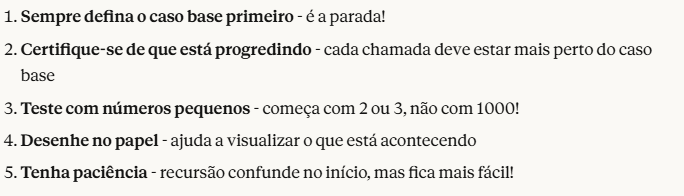 1. Sempre defina o caso base primeiro - é a parada!
2. Certifique-se de que está progredindo - cada chamada deve estar mais perto do caso
base
3. Teste com números pequenos - começa com 2 ou 3, não com 1000!
4. Desenhe no papel - ajuda a visualizar o que está acontecendo
5. Tenha paciência - recursão confunde no início, mas fica mais fácil!